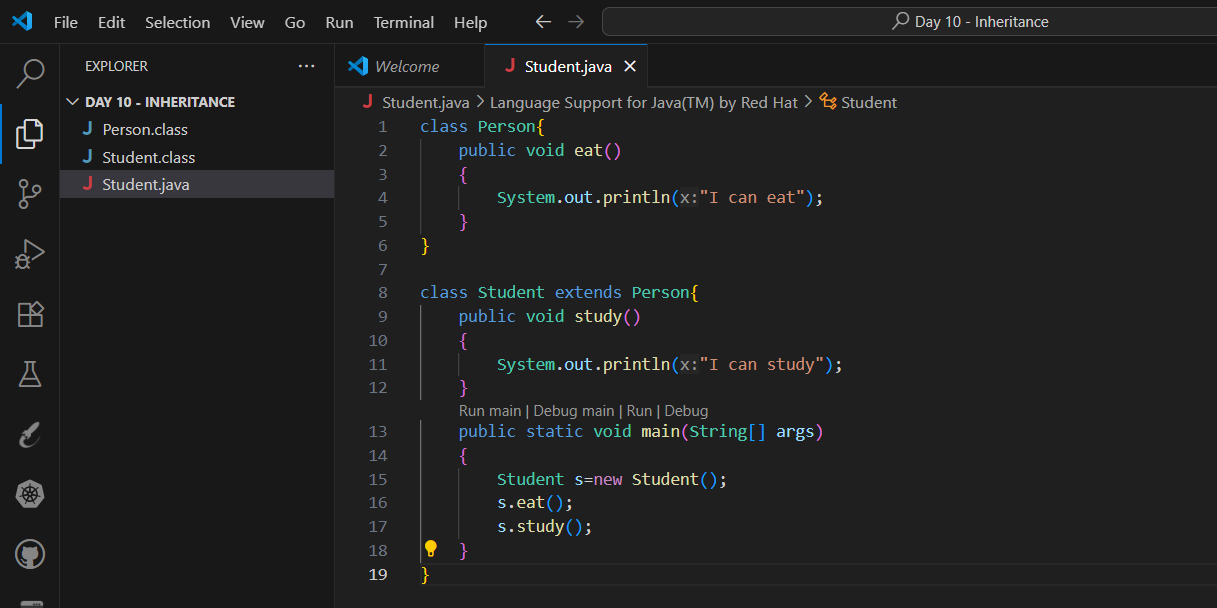 File Edit Selection View Go Run Terminal Help
Day 10 - Inheritance
EXPLORER
DAY 10 - INHERITANCE
J Person.class
J Student.class
J Student.java
Welcome
J Student.java
J Student.java > Language Support for Java(TM) by Red Hat > Student
1 class Person{
2     public void eat()
3     {
4         System.out.println(x:"I can eat");
5     }
6 }
7
8 class Student extends Person{
9     public void study()
10     {
11         System.out.println(x:"I can study");
12     }
Run main | Debug main | Run | Debug
13     public static void main(String[] args)
14     {
15         Student s=new Student();
16         s.eat();
17         s.study();
18     }
19 }